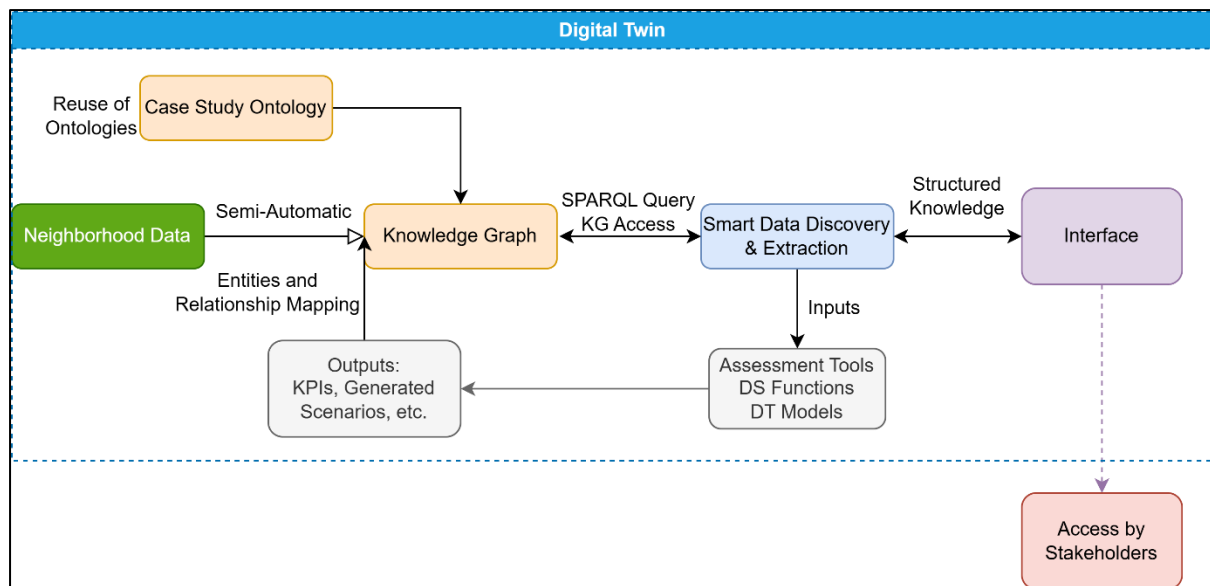 Digital Twin
Reuse of
Ontologies
Case Study Ontology
Neighborhood Data
Semi-Automatic
Knowledge Graph
SPARQL Query
KG Access
Smart Data Discovery
& Extraction
Structured
Knowledge
Interface
Entities and
Relationship Mapping
Inputs
Outputs:
KPIs, Generated
Scenarios, etc.
Assessment Tools
DS Functions
DT Models
Access by
Stakeholders